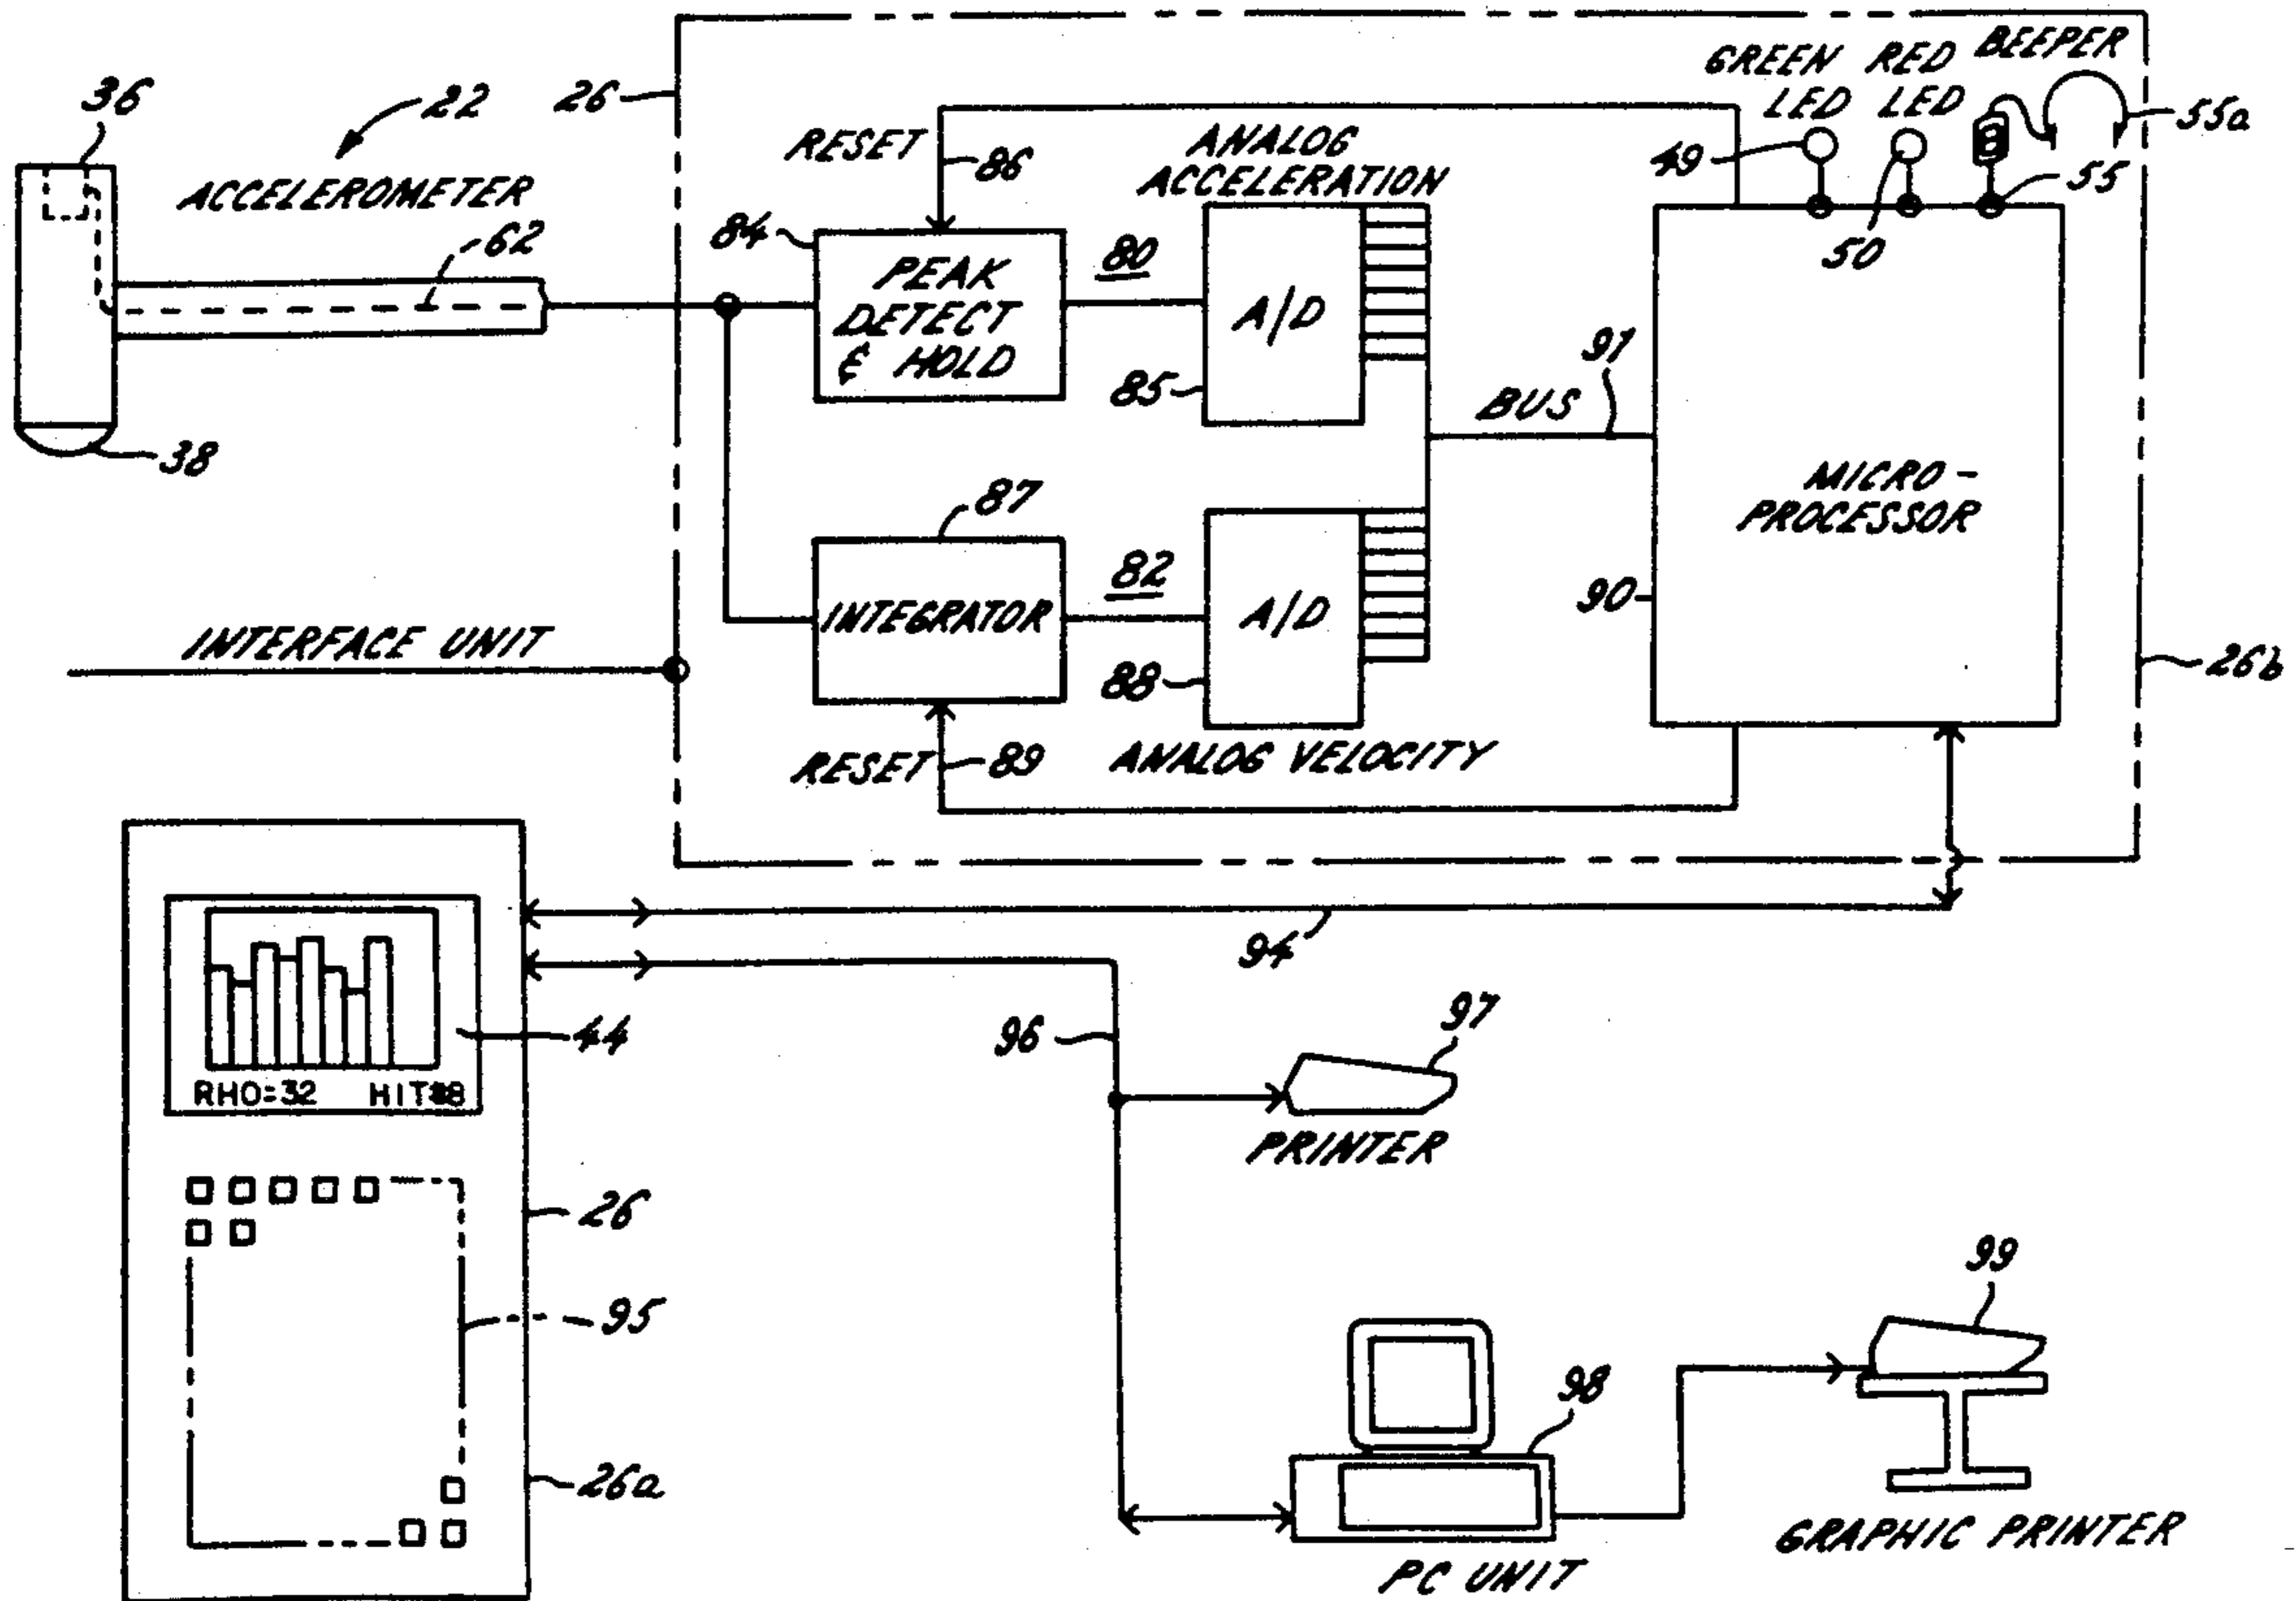 36
22
ACCELEROMETER
62
38
26
RESET
86
84
PEAK
DETECT
& HOLD
80
ANALOG
ACCELERATION
A/D
85
GREEN
LED
RED
LED
BEEPER
49
50
55
55a
BUS
91
MICRO-
PROCESSOR
90
26b
INTERFACE UNIT
87
INTEGRATOR
82
A/D
88
RESET
89
ANALOG VELOCITY
94
44
RHO=32 HIT#8
96
97
PRINTER
26
95
26a
98
PC UNIT
99
GRAPHIC PRINTER